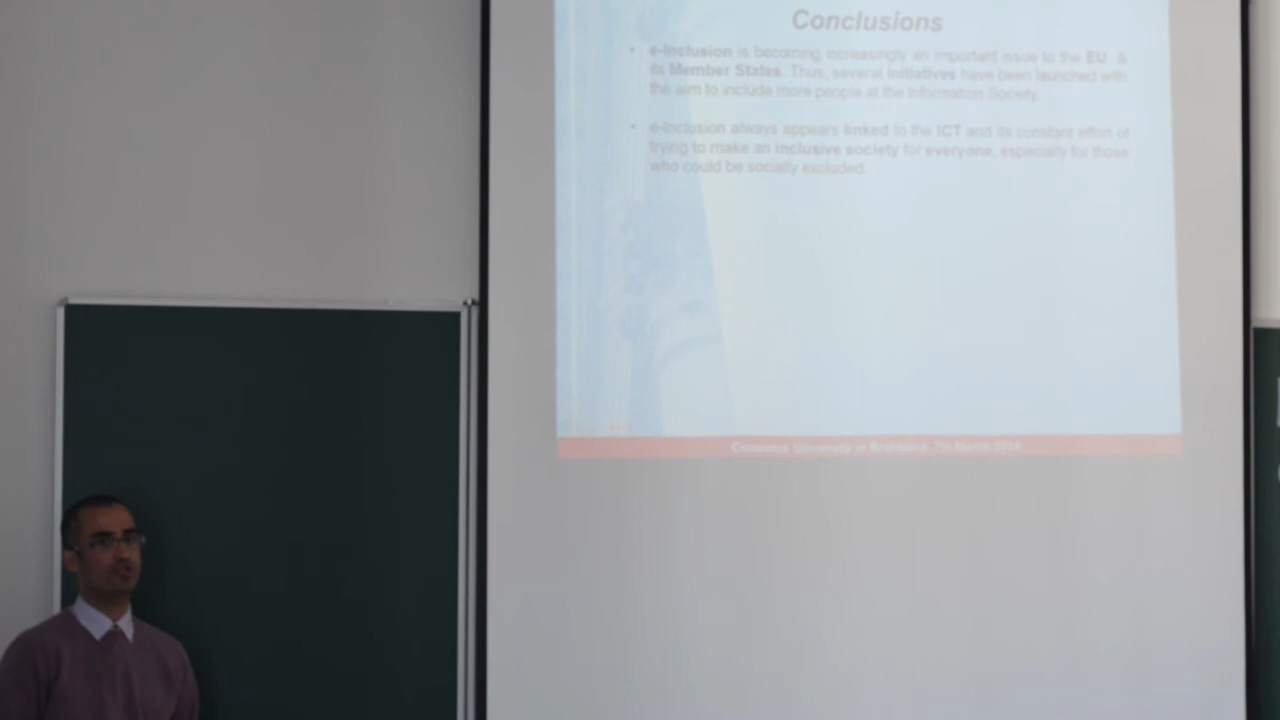 Conclusions
• e-Inclusion is becoming increasingly an important issue to the EU &
its Member States. Thus, several initiatives have been launched with
the aim to include more people at the Information Society.
• e-Inclusion always appears linked to the ICT and its constant effort of
trying to make an inclusive society for everyone, especially for those
who could be socially excluded.
Comenius University in Bratislava, 7th March 2014